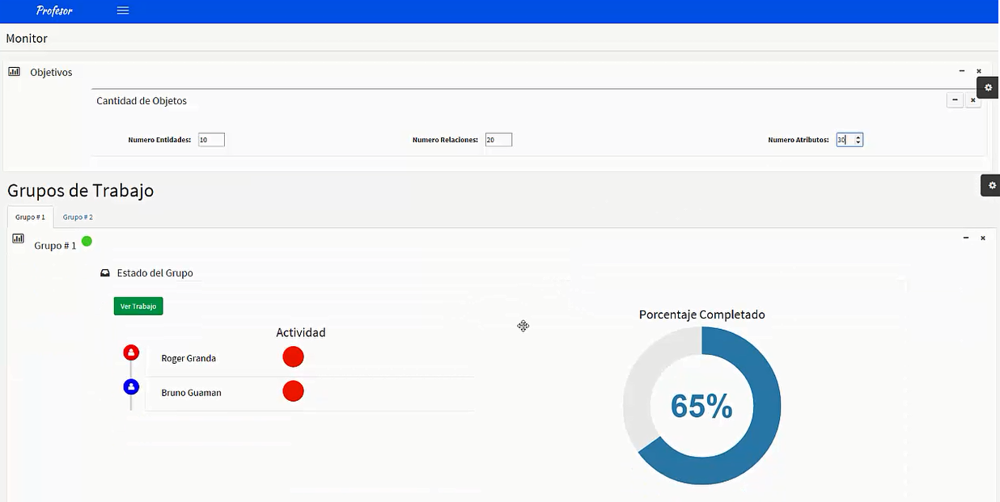 Profesor
Monitor
Objetivos
Cantidad de Objetos
Numero Entidades: 10
Numero Relaciones: 20
Numero Atributos: 30
Grupos de Trabajo
Grupo # 1
Grupo # 2
Grupo # 1
Estado del Grupo
Ver Trabajo
Porcentaje Completado
Actividad
Roger Granda
Bruno Guaman
65%